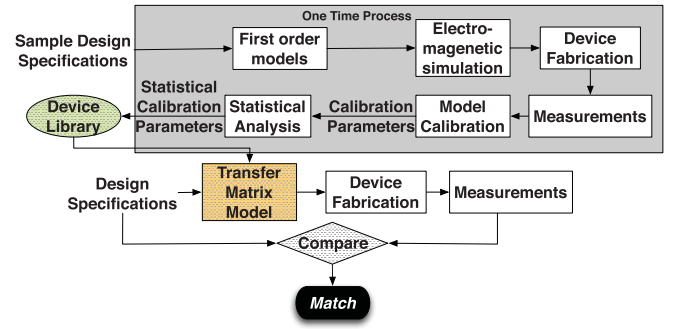 One Time Process
Sample Design
Specifications
First order
models
Electro-
magenetic
simulation
Device
Fabrication
Measurements
Model
Calibration
Calibration
Parameters
Statistical
Analysis
Statistical
Calibration
Parameters
Device
Library
Design
Specifications
Transfer
Matrix
Model
Device
Fabrication
Measurements
Compare
Match